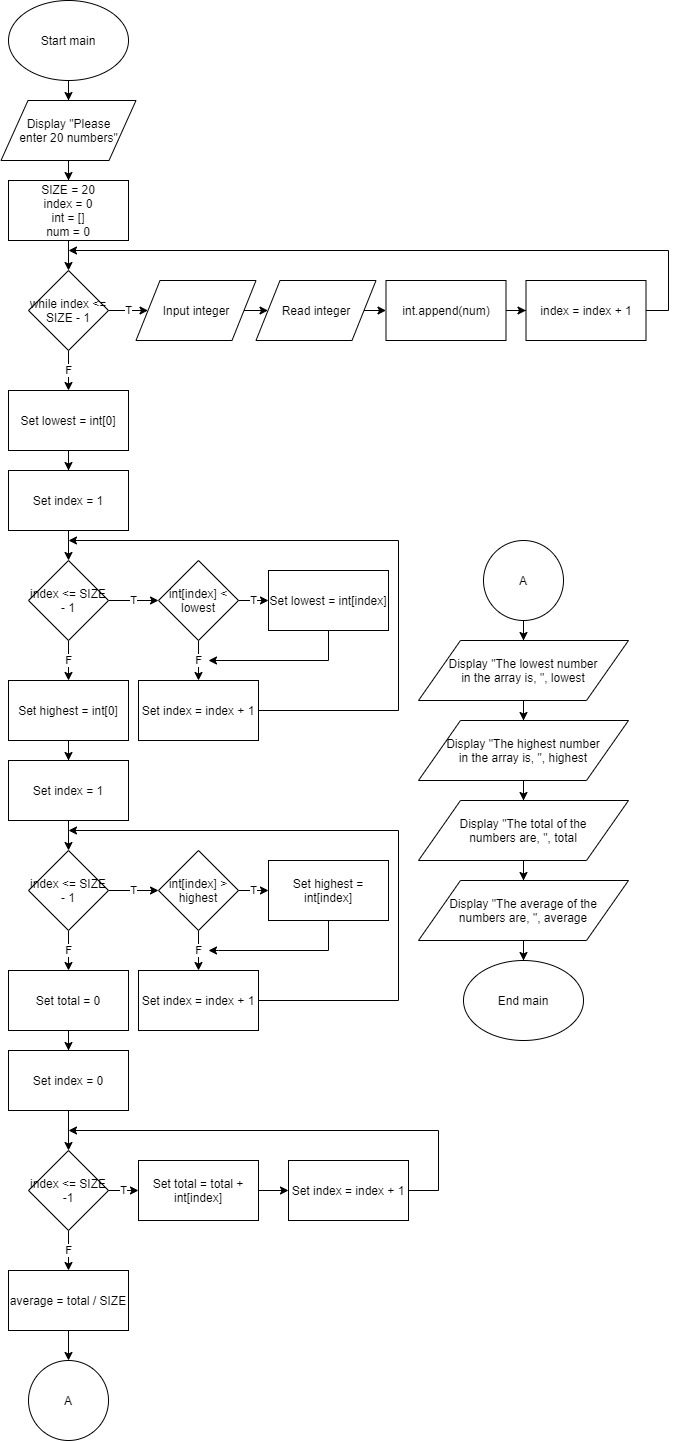 Start main
Display "Please
enter 20 numbers"
SIZE = 20
index = 0
int = []
num = 0
while index <=
SIZE - 1
T
Input integer
Read integer
int.append(num)
index = index + 1
F
Set lowest = int[0]
Set index = 1
index <= SIZE
- 1
T
int[index] <
lowest
T
Set lowest = int[index]
F
F
Set highest = int[0]
Set index = index + 1
Set index = 1
index <= SIZE
- 1
T
int[index] >
highest
T
Set highest =
int[index]
F
F
Set total = 0
Set index = index + 1
Set index = 0
index <= SIZE
-1
T
Set total = total +
int[index]
Set index = index + 1
F
average = total / SIZE
A
A
Display "The lowest number
in the array is, ", lowest
Display "The highest number
in the array is, ", highest
Display "The total of the
numbers are, ", total
Display "The average of the
numbers are, ", average
End main